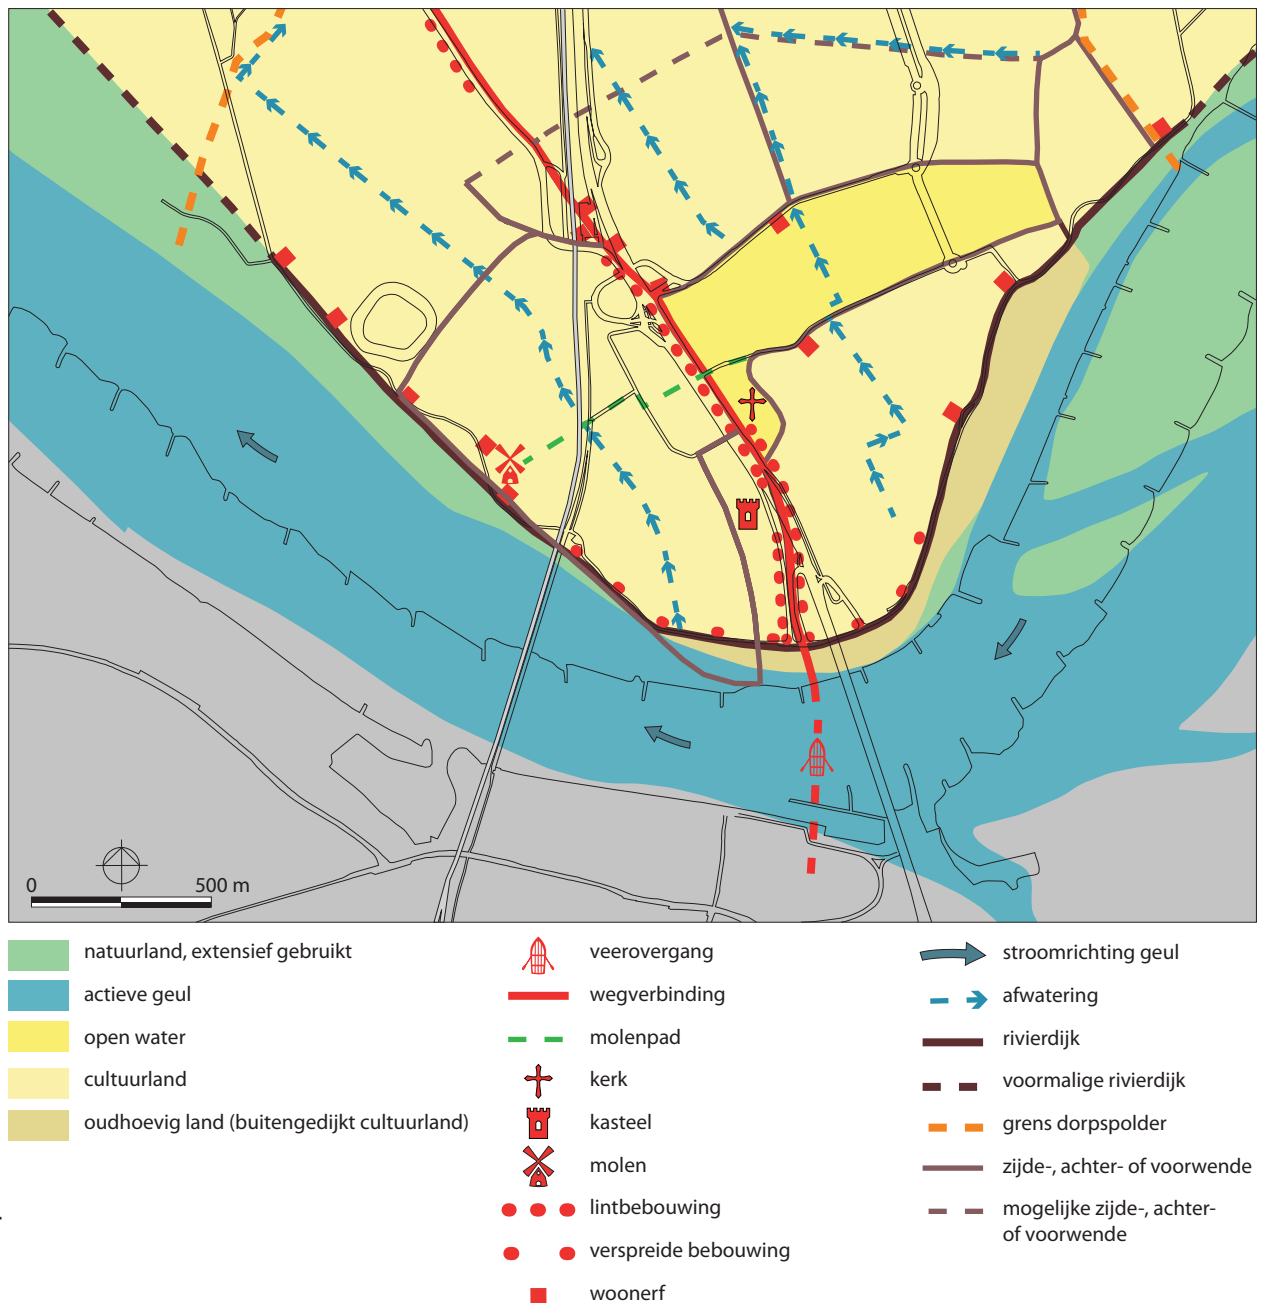 0
500 m
natuurland, extensief gebruikt
actieve geul
open water
cultuurland
oudhoevig land (buitengedijkt cultuurland)
veerovergang
wegverbinding
molenpad
kerk
kasteel
molen
lintbebouwing
verspreide bebouwing
woonerf
stroomrichting geul
afwatering
rivierdijk
voormalige rivierdijk
grens dorpspolder
zijde-, achter- of voorwende
mogelijke zijde-, achter-
of voorwende